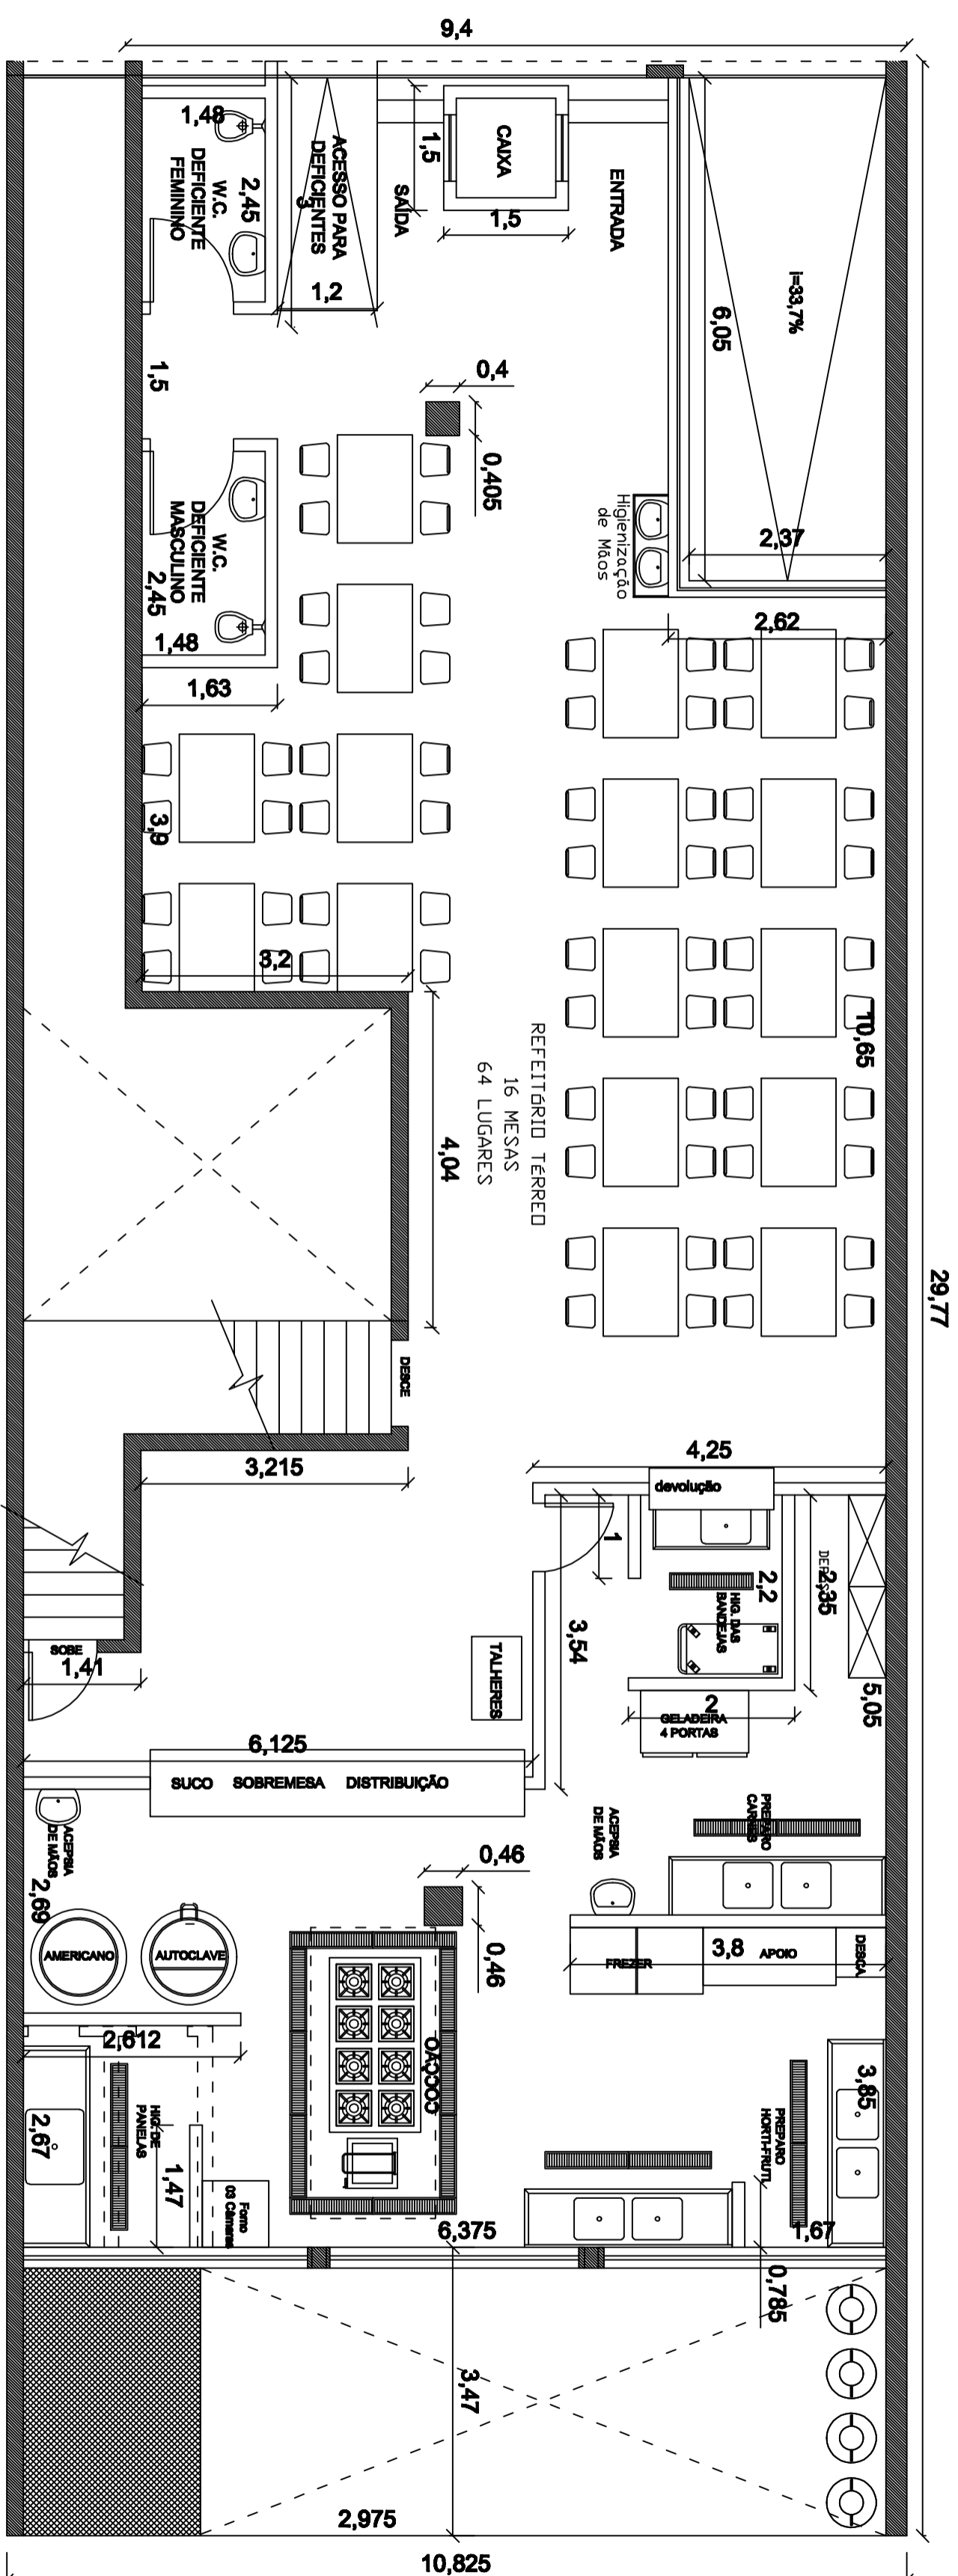 9,4
1,48
W.C.
DEFICIENTE
FEMININO
2,45
ACESSO PARA
DEFICIENTES
3
1,2
SAÍDA
1,5
CAIXA
1,5
ENTRADA
i=33,7%
6,05
1,5
0,4
0,405
Higienização
de Mãos
2,37
2,62
W.C.
DEFICIENTE
MASCULINO
2,45
1,48
1,63
3,9
3,2
10,65
REFEITÓRIO TÉRREO
16 MESAS
64 LUGARES
4,04
29,77
DESCE
3,215
4,25
devolução
1
2,2
2,35
HIG. DAS
BANDEJAS
3,54
SOBE
1,41
TALHERES
2
GELADEIRA
4 PORTAS
5,05
6,125
SUCO SOBREMESA DISTRIBUIÇÃO
ACEPSIA
DE MÃOS
ACEPSIA
DE MÃOS
PREPARO
CARNES
2,69
0,46
0,46
AMERICANO
AUTOCLAVE
FREZER
3,8
APOIO
DESCA
2,612
COCÇÃO
3,85
PREPARO
HORTI-FRUTI
2,67
HIG. DE
PANELAS
1,47
Forno
03 Câmaras
6,375
1,67
0,785
3,47
2,975
10,825